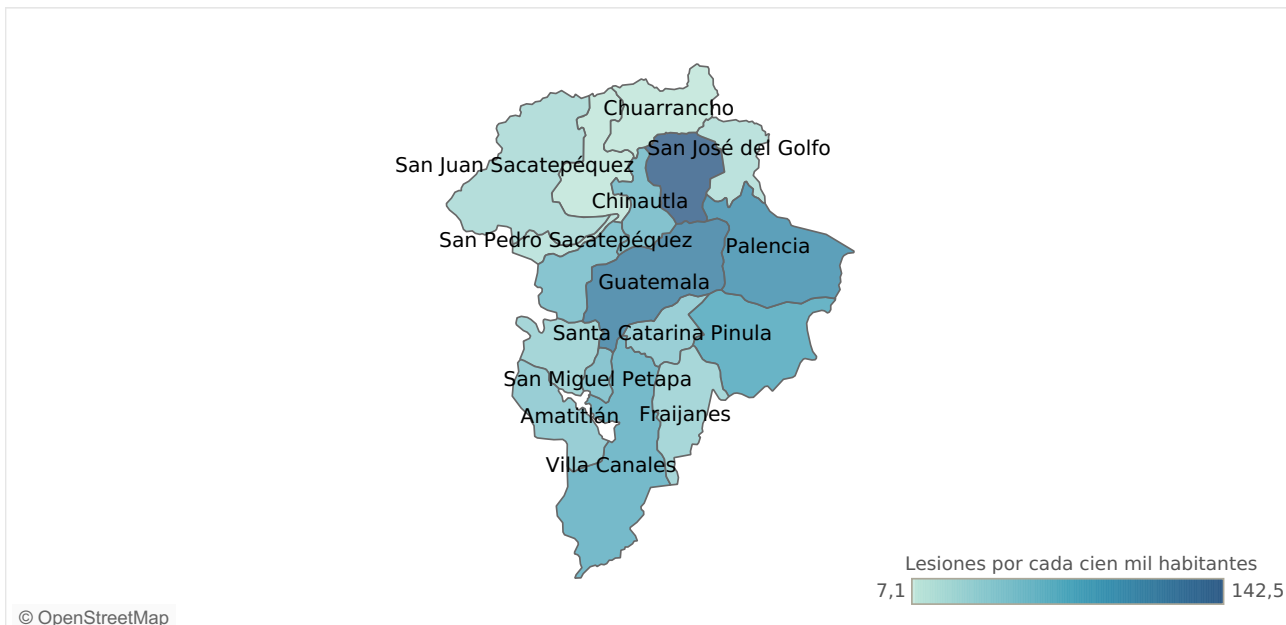 Chuarrancho
San José del Golfo
San Juan Sacatepéquez
Chinautla
San Pedro Sacatepéquez
Palencia
Guatemala
Santa Catarina Pinula
San Miguel Petapa
Amatitlán
Fraijanes
Villa Canales
Lesiones por cada cien mil habitantes
7,1
142,5
© OpenStreetMap